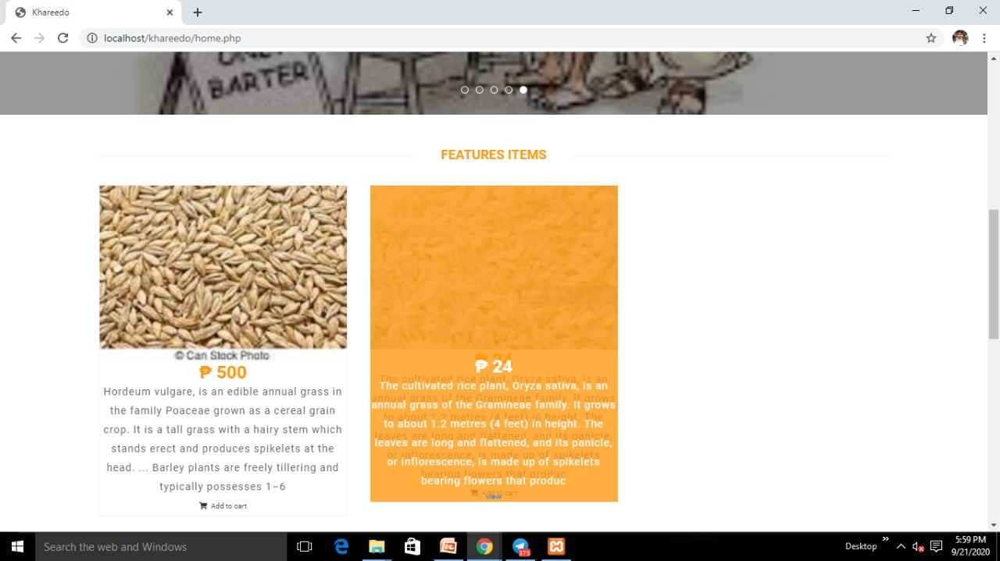 Khareedo
localhost/khareedo/home.php
BARTER
FEATURES ITEMS
© Can Stock Photo
₱ 500
Hordeum vulgare, is an edible annual grass in
the family Poaceae grown as a cereal grain
crop. It is a tall grass with a hairy stem which
stands erect and produces spikelets at the
head. ... Barley plants are freely tillering and
typically possesses 1–6
Add to cart
₱ 24
The cultivated rice plant, Oryza sativa, is an
annual grass of the Gramineae family. It grows
to about 1.2 metres (4 feet) in height. The
leaves are long and flattened, and its panicle,
or inflorescence, is made up of spikelets
bearing flowers that produc
Add to cart
view
Search the web and Windows
375
Desktop
5:59 PM
9/21/2020